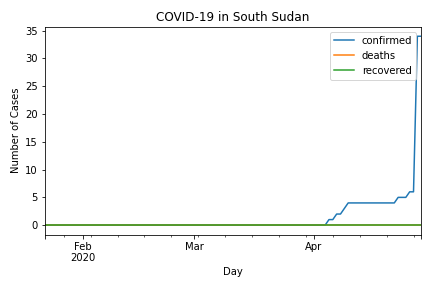 COVID-19 in South Sudan
confirmed
deaths
recovered
Number of Cases
35
30
25
20
15
10
5
0
Feb
2020
Mar
Apr
Day